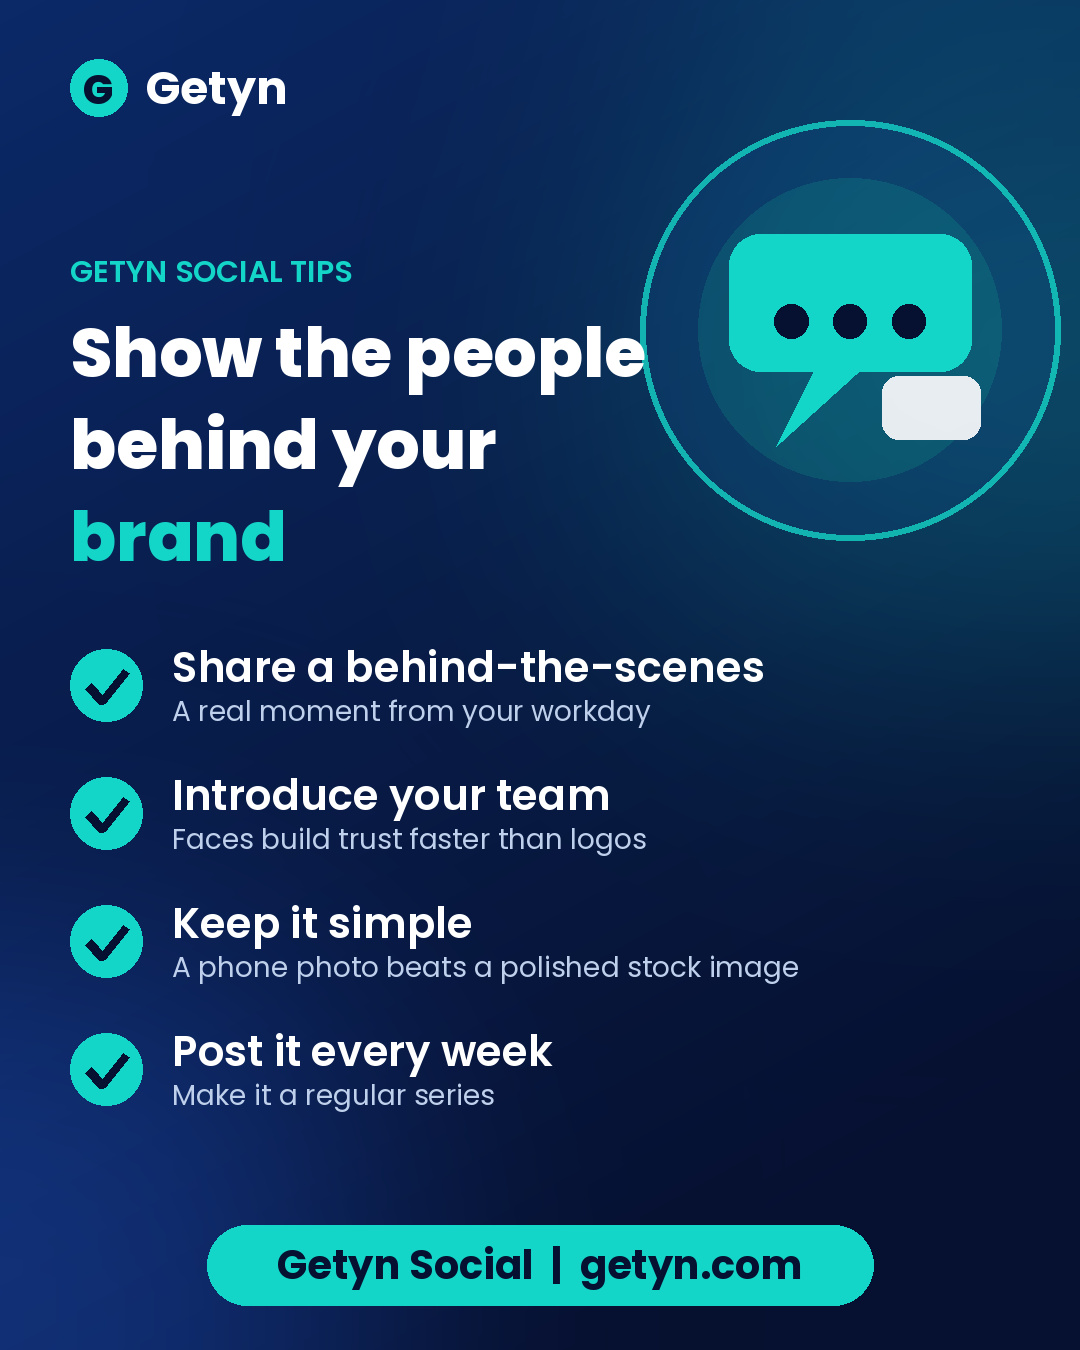 G Getyn
GETYN SOCIAL TIPS
Show the people
behind your
brand
Share a behind-the-scenes
A real moment from your workday
Introduce your team
Faces build trust faster than logos
Keep it simple
A phone photo beats a polished stock image
Post it every week
Make it a regular series
Getyn Social | getyn.com